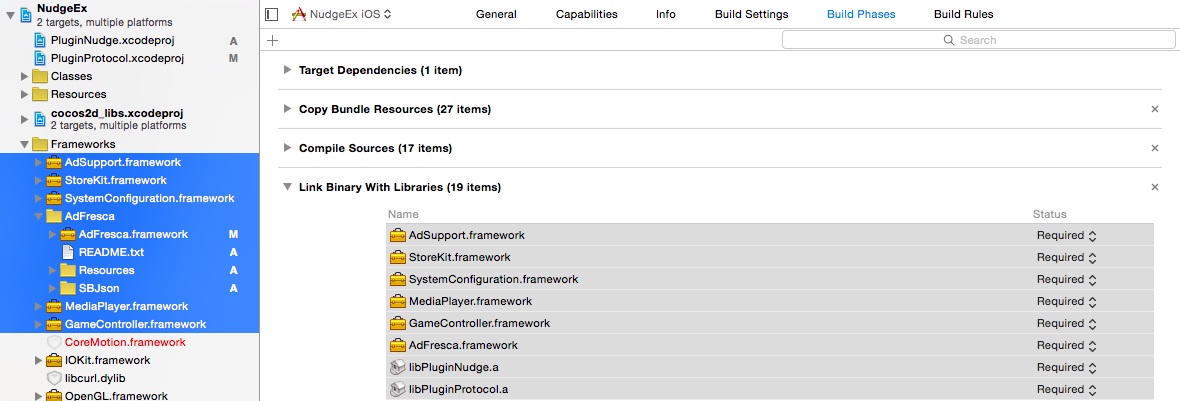 NudgeEx
2 targets, multiple platforms
PluginNudge.xcodeproj A
PluginProtocol.xcodeproj M
Classes
Resources
cocos2d_libs.xcodeproj
2 targets, multiple platforms
Frameworks
AdSupport.framework
StoreKit.framework
SystemConfiguration.framework
AdFresca
AdFresca.framework M
README.txt A
Resources A
SBJson A
MediaPlayer.framework
GameController.framework
CoreMotion.framework
IOKit.framework
libcurl.dylib
OpenGL.framework
NudgeEx iOS General Capabilities Info Build Settings Build Phases Build Rules
Search
Target Dependencies (1 item)
Copy Bundle Resources (27 items)
Compile Sources (17 items)
Link Binary With Libraries (19 items)
Name Status
AdSupport.framework Required
StoreKit.framework Required
SystemConfiguration.framework Required
MediaPlayer.framework Required
GameController.framework Required
AdFresca.framework Required
libPluginNudge.a Required
libPluginProtocol.a Required